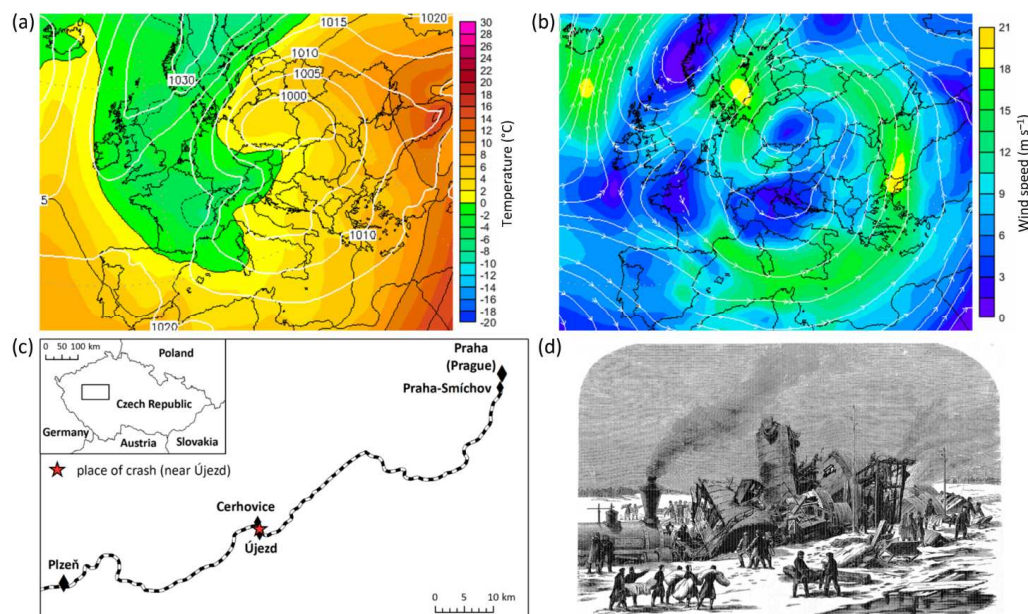 (a)
1015
1020
1010
1005
1030
1000
5
1010
1020
30
28
26
24
22
20
18
16
14
12
10
8
6
4
2
0
-2
-4
-6
-8
-10
-12
-14
-16
-18
-20
Temperature (°C)
(b)
21
18
15
12
9
6
3
0
Wind speed (m s⁻¹)
(c)
0 50 100 km
Poland
Czech Republic
Germany
Austria
Slovakia
place of crash (near Újezd)
Praha
(Prague)
Praha-Smíchov
Cerhovice
Újezd
Plzeň
0 5 10 km
(d)